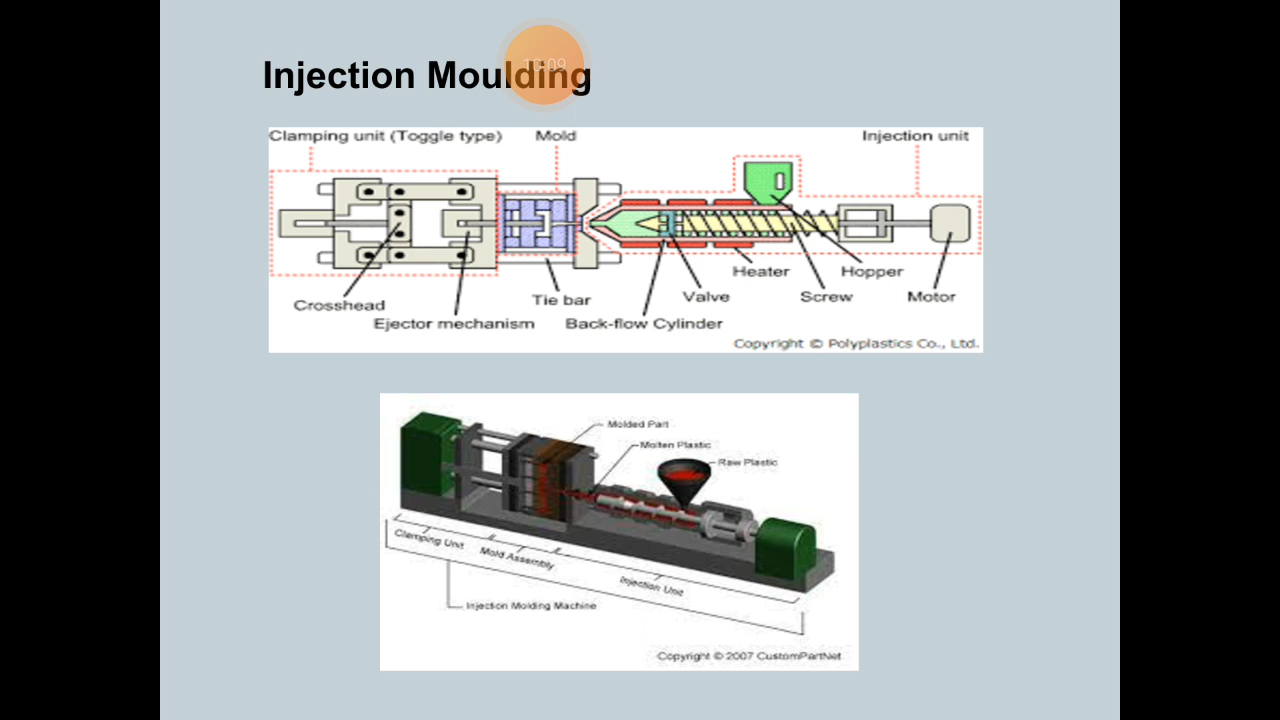 Injection Moulding
10:09
Clamping unit (Toggle type) Mold Injection unit
Heater Hopper
Crosshead Tie bar Valve Screw Motor
Ejector mechanism Back-flow Cylinder
Copyright © Polyplastics Co., Ltd.
Molded Part
Molten Plastic
Raw Plastic
Clamping Unit
Mold Assembly
Injection Unit
Injection Molding Machine
Copyright © 2007 CustomPartNet